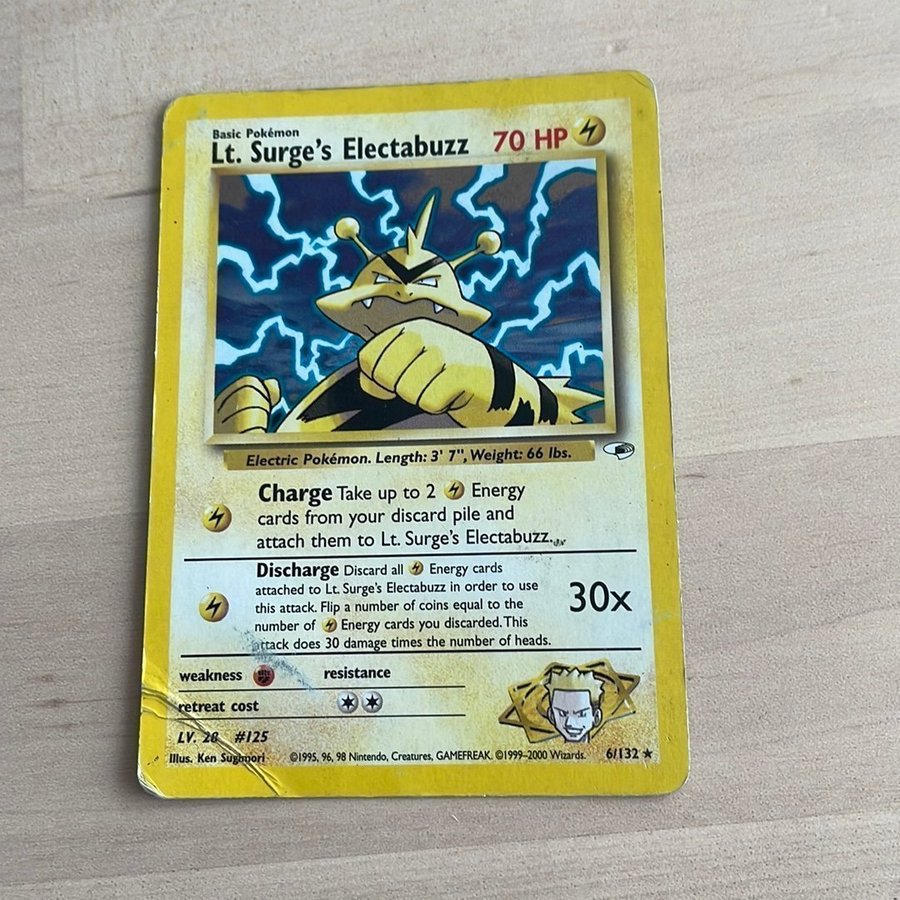 Basic Pokémon
Lt. Surge's Electabuzz 70 HP
Electric Pokémon. Length: 3' 7", Weight: 66 lbs.
Charge Take up to 2 Energy
cards from your discard pile and
attach them to Lt. Surge's Electabuzz.
Discharge Discard all Energy cards
attached to Lt. Surge's Electabuzz in order to use
this attack. Flip a number of coins equal to the
number of Energy cards you discarded. This
attack does 30 damage times the number of heads.
30x
weakness resistance
retreat cost
LV. 28 #125
Illus. Ken Sugimori ©1995, 96, 98 Nintendo, Creatures, GAMEFREAK. ©1999-2000 Wizards. 6/132 ★